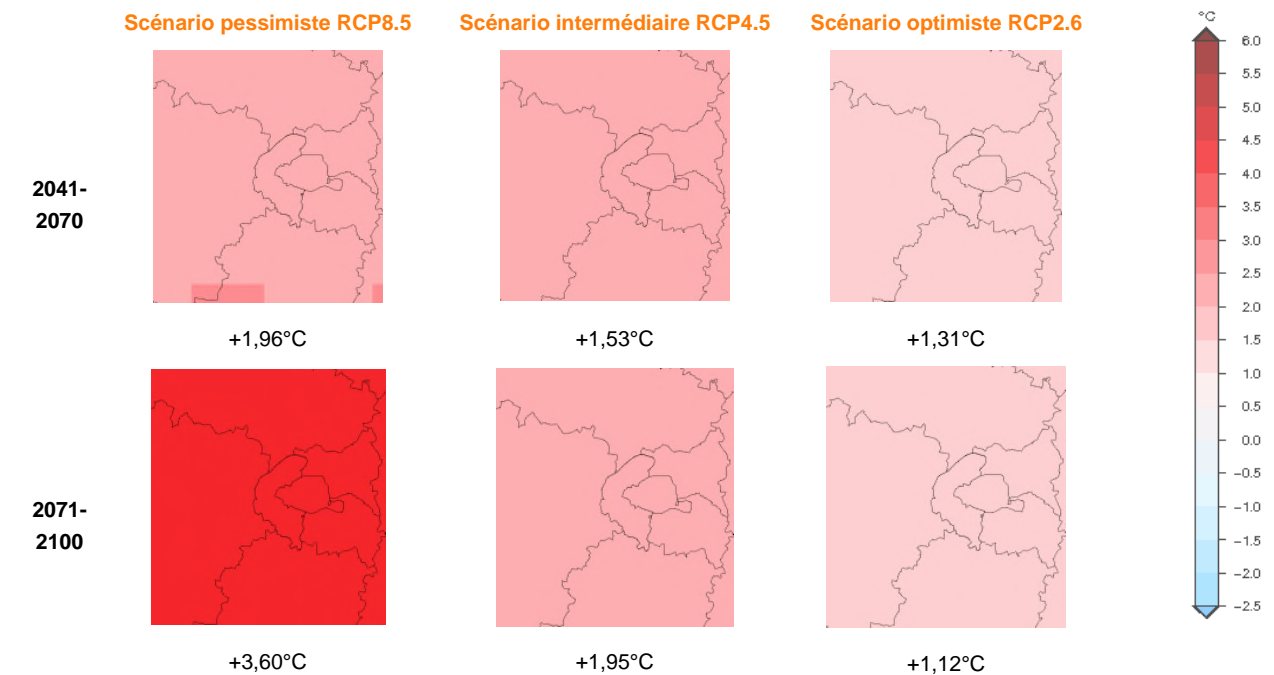 Scénario pessimiste RCP8.5
Scénario intermédiaire RCP4.5
Scénario optimiste RCP2.6
2041-
2070
+1,96°C
+1,53°C
+1,31°C
2071-
2100
+3,60°C
+1,95°C
+1,12°C
°C
6.0
5.5
5.0
4.5
4.0
3.5
3.0
2.5
2.0
1.5
1.0
0.5
0.0
-0.5
-1.0
-1.5
-2.0
-2.5